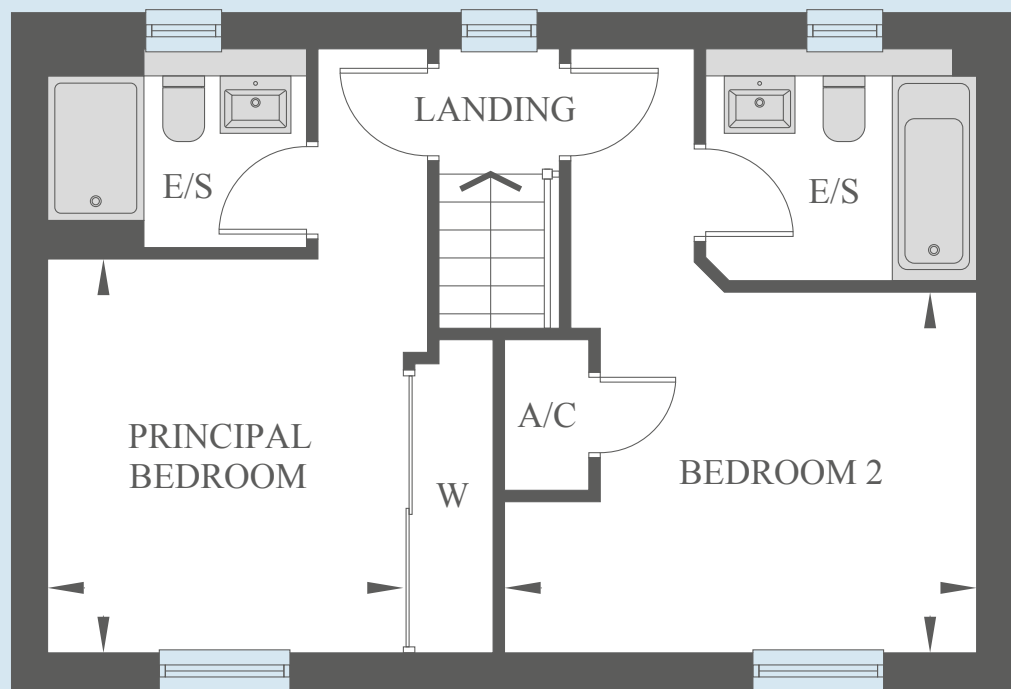 LANDING
E/S
E/S
A/C
PRINCIPAL
BEDROOM
W
BEDROOM 2